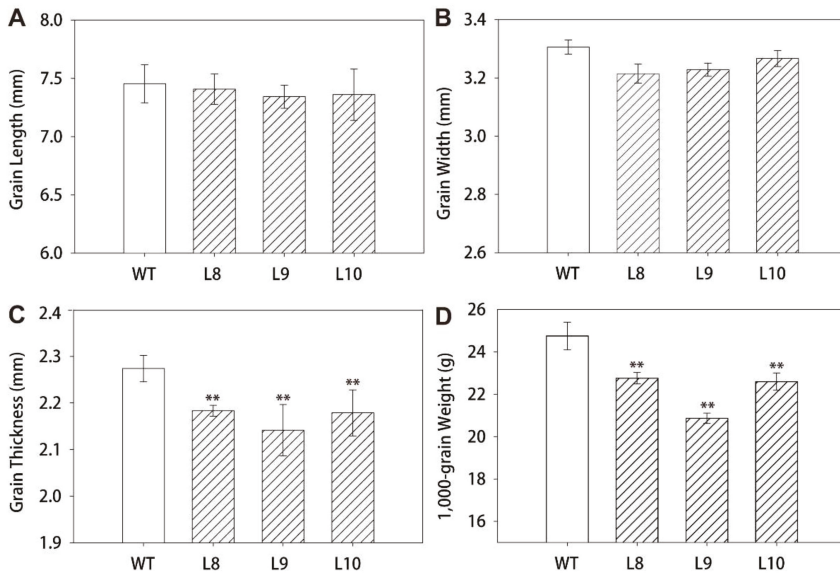 A
Grain Length (mm)
8.0
7.5
7.0
6.5
6.0
WT L8 L9 L10
B
Grain Width (mm)
3.4
3.2
3.0
2.8
2.6
WT L8 L9 L10
C
Grain Thickness (mm)
2.4
2.3
2.2
2.1
2.0
1.9
** ** **
WT L8 L9 L10
D
1,000-grain Weight (g)
26
24
22
20
18
16
** ** **
WT L8 L9 L10